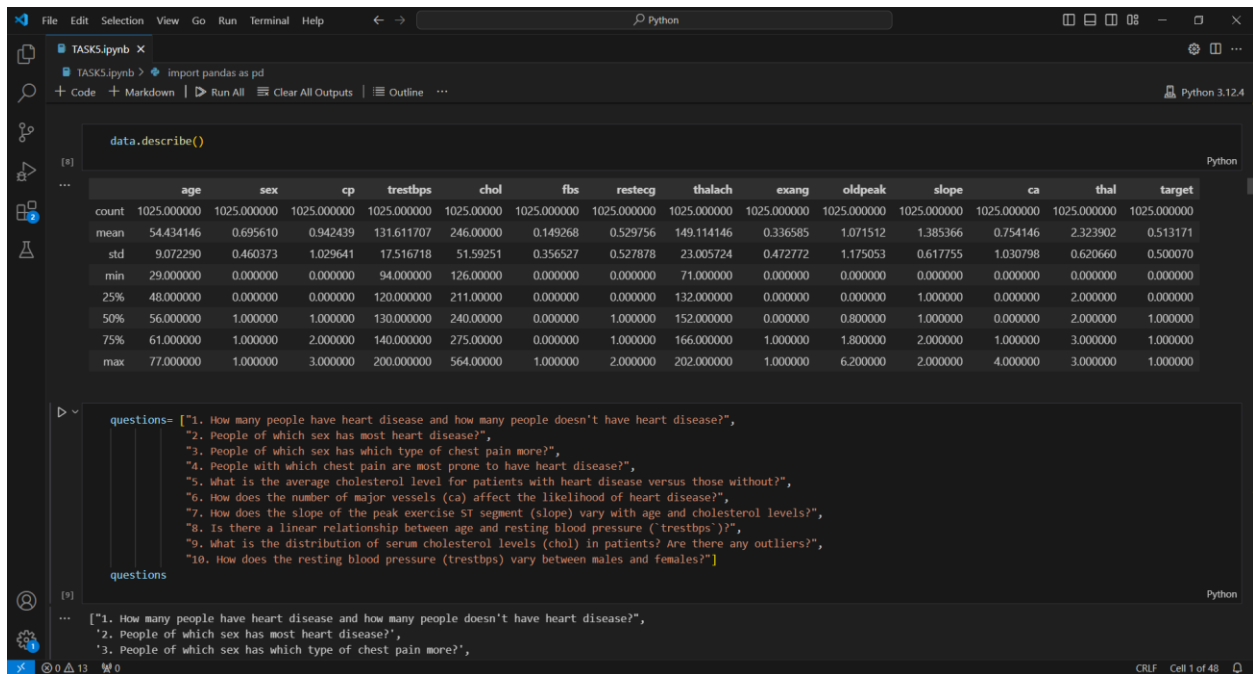 File Edit Selection View Go Run Terminal Help Python
TASK5.ipynb
TASK5.ipynb > import pandas as pd
+ Code + Markdown | Run All Clear All Outputs | Outline ... Python 3.12.4
data.describe()
[8] Python
... age sex cp trestbps chol fbs restecg thalach exang oldpeak slope ca thal target
count 1025.000000 1025.000000 1025.000000 1025.000000 1025.00000 1025.000000 1025.000000 1025.000000 1025.000000 1025.000000 1025.000000 1025.000000 1025.000000 1025.000000
mean 54.434146 0.695610 0.942439 131.611707 246.00000 0.149268 0.529756 149.114146 0.336585 1.071512 1.385366 0.754146 2.323902 0.513171
std 9.072290 0.460373 1.029641 17.516718 51.59251 0.356527 0.527878 23.005724 0.472772 1.175053 0.617755 1.030798 0.620660 0.500070
min 29.000000 0.000000 0.000000 94.000000 126.00000 0.000000 0.000000 71.000000 0.000000 0.000000 0.000000 0.000000 0.000000 0.000000
25% 48.000000 0.000000 0.000000 120.000000 211.00000 0.000000 0.000000 132.000000 0.000000 0.000000 1.000000 0.000000 2.000000 0.000000
50% 56.000000 1.000000 1.000000 130.000000 240.00000 0.000000 1.000000 152.000000 0.000000 0.800000 1.000000 0.000000 2.000000 1.000000
75% 61.000000 1.000000 2.000000 140.000000 275.00000 0.000000 1.000000 166.000000 1.000000 1.800000 2.000000 1.000000 3.000000 1.000000
max 77.000000 1.000000 3.000000 200.000000 564.00000 1.000000 2.000000 202.000000 1.000000 6.200000 2.000000 4.000000 3.000000 1.000000
questions= ["1. How many people have heart disease and how many people doesn't have heart disease?",
"2. People of which sex has most heart disease?",
"3. People of which sex has which type of chest pain more?",
"4. People with which chest pain are most prone to have heart disease?",
"5. What is the average cholesterol level for patients with heart disease versus those without?",
"6. How does the number of major vessels (ca) affect the likelihood of heart disease?",
"7. How does the slope of the peak exercise ST segment (slope) vary with age and cholesterol levels?",
"8. Is there a linear relationship between age and resting blood pressure (`trestbps`)?",
"9. What is the distribution of serum cholesterol levels (chol) in patients? Are there any outliers?",
"10. How does the resting blood pressure (trestbps) vary between males and females?"]
questions
[9] Python
... ["1. How many people have heart disease and how many people doesn't have heart disease?",
'2. People of which sex has most heart disease?',
'3. People of which sex has which type of chest pain more?',
2
1
0 13 0 CRLF Cell 1 of 48